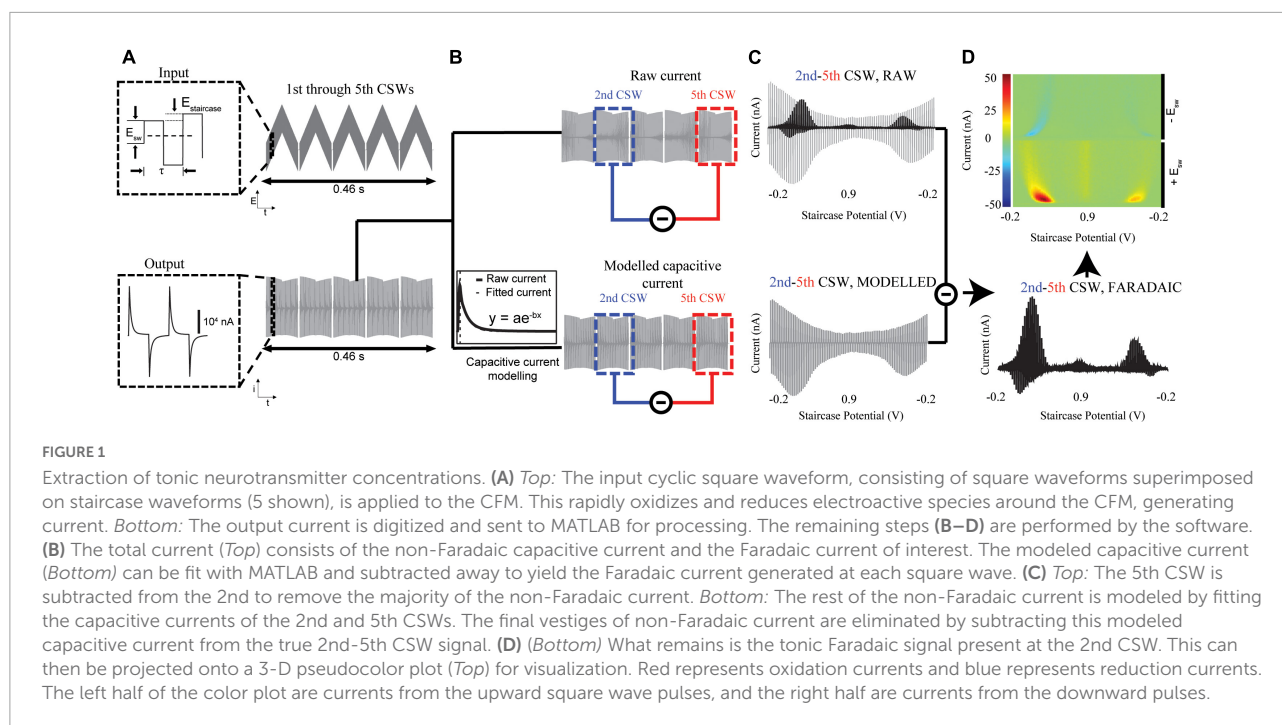 A
B
C
D
Input
E staircase
E sw
τ
1st through 5th CSWs
0.46 s
E
t
Output
10⁴ nA
0.46 s
i
t
Raw current
2nd CSW
5th CSW
Raw current
Fitted current
y = ae^-bx
Capacitive current
modelling
Modelled capacitive
current
2nd CSW
5th CSW
2nd-5th CSW, RAW
Current (nA)
-0.2
0.9
-0.2
Staircase Potential (V)
2nd-5th CSW, MODELLED
Current (nA)
-0.2
0.9
-0.2
Staircase Potential (V)
Current (nA)
50
25
0
-25
-50
-0.2
0.9
-0.2
Staircase Potential (V)
- E sw
+ E sw
2nd-5th CSW, FARADAIC
Current (nA)
-0.2
0.9
-0.2
Staircase Potential (V)
FIGURE 1
Extraction of tonic neurotransmitter concentrations. (A) Top: The input cyclic square waveform, consisting of square waveforms superimposed
on staircase waveforms (5 shown), is applied to the CFM. This rapidly oxidizes and reduces electroactive species around the CFM, generating
current. Bottom: The output current is digitized and sent to MATLAB for processing. The remaining steps (B–D) are performed by the software.
(B) The total current (Top) consists of the non-Faradaic capacitive current and the Faradaic current of interest. The modeled capacitive current
(Bottom) can be fit with MATLAB and subtracted away to yield the Faradaic current generated at each square wave. (C) Top: The 5th CSW is
subtracted from the 2nd to remove the majority of the non-Faradaic current. Bottom: The rest of the non-Faradaic current is modeled by fitting
the capacitive currents of the 2nd and 5th CSWs. The final vestiges of non-Faradaic current are eliminated by subtracting this modeled
capacitive current from the true 2nd-5th CSW signal. (D) (Bottom) What remains is the tonic Faradaic signal present at the 2nd CSW. This can
then be projected onto a 3-D pseudocolor plot (Top) for visualization. Red represents oxidation currents and blue represents reduction currents.
The left half of the color plot are currents from the upward square wave pulses, and the right half are currents from the downward pulses.